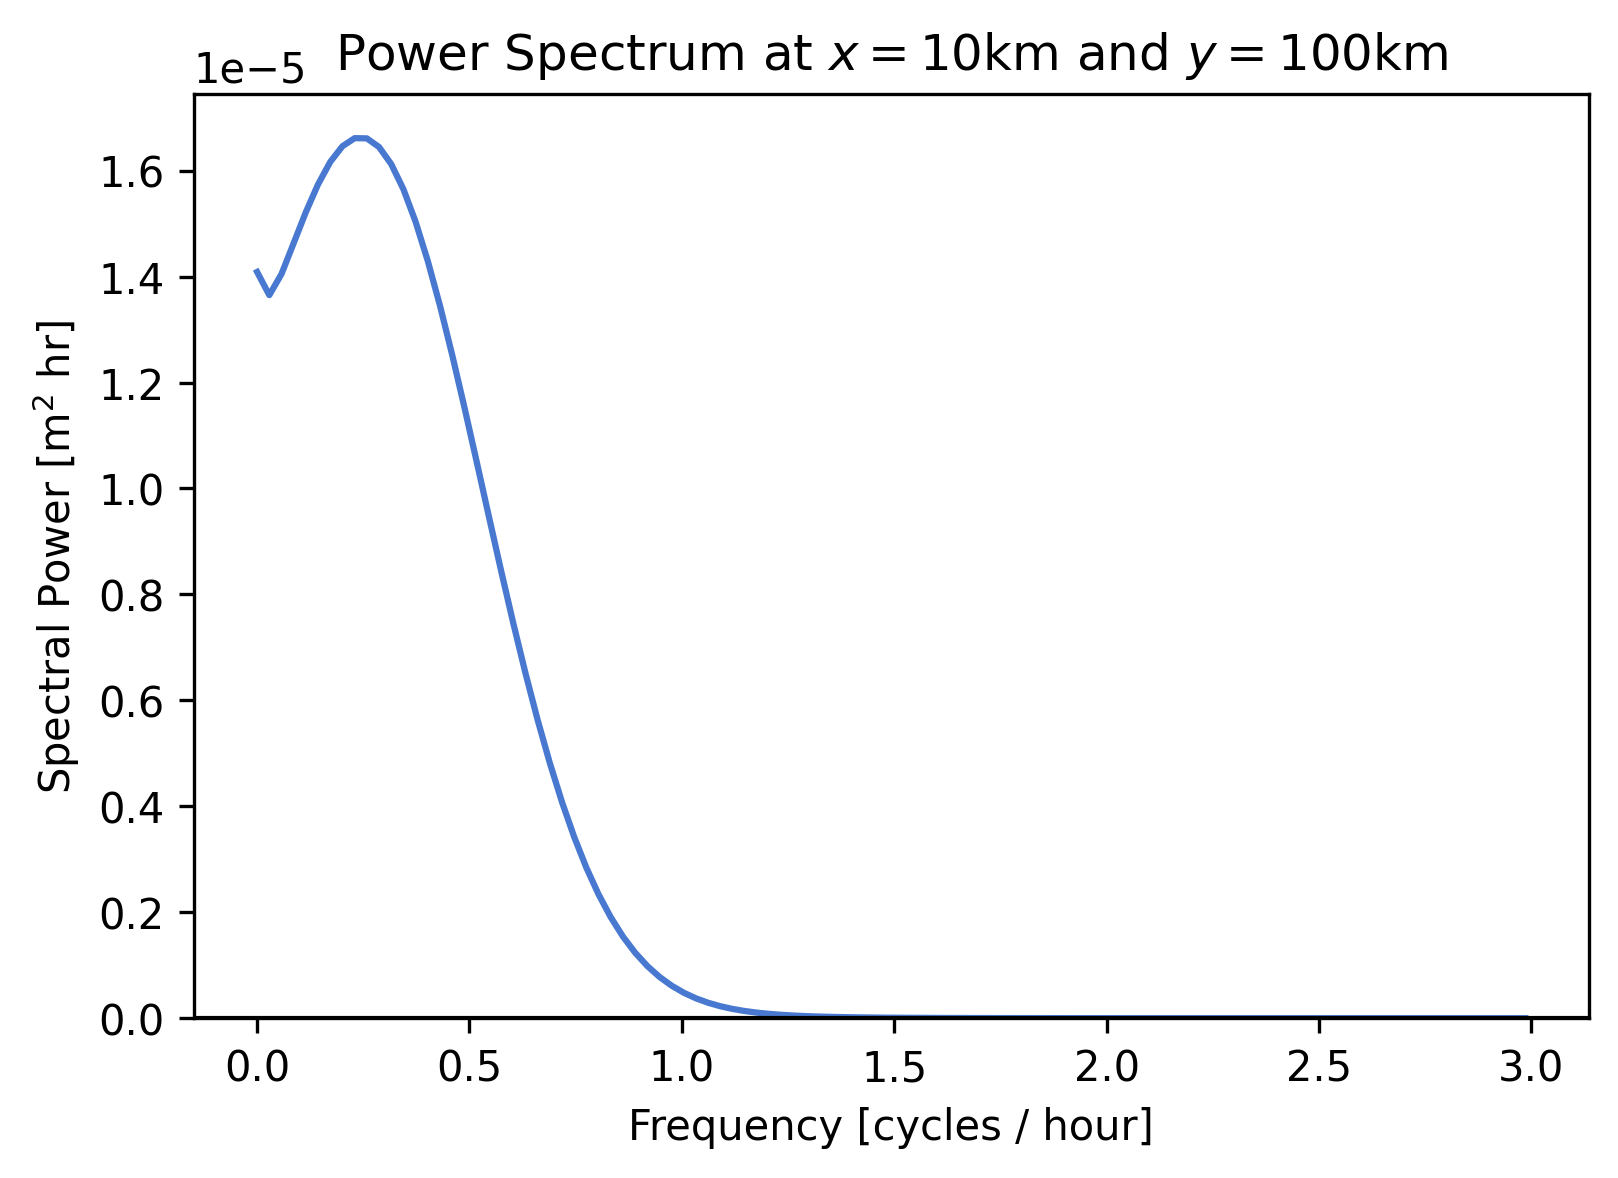 Power Spectrum at x = 10km and y = 100km
1e−5
1.6
1.4
1.2
1.0
0.8
0.6
0.4
0.2
0.0
Spectral Power [m² hr]
0.0 0.5 1.0 1.5 2.0 2.5 3.0
Frequency [cycles / hour]